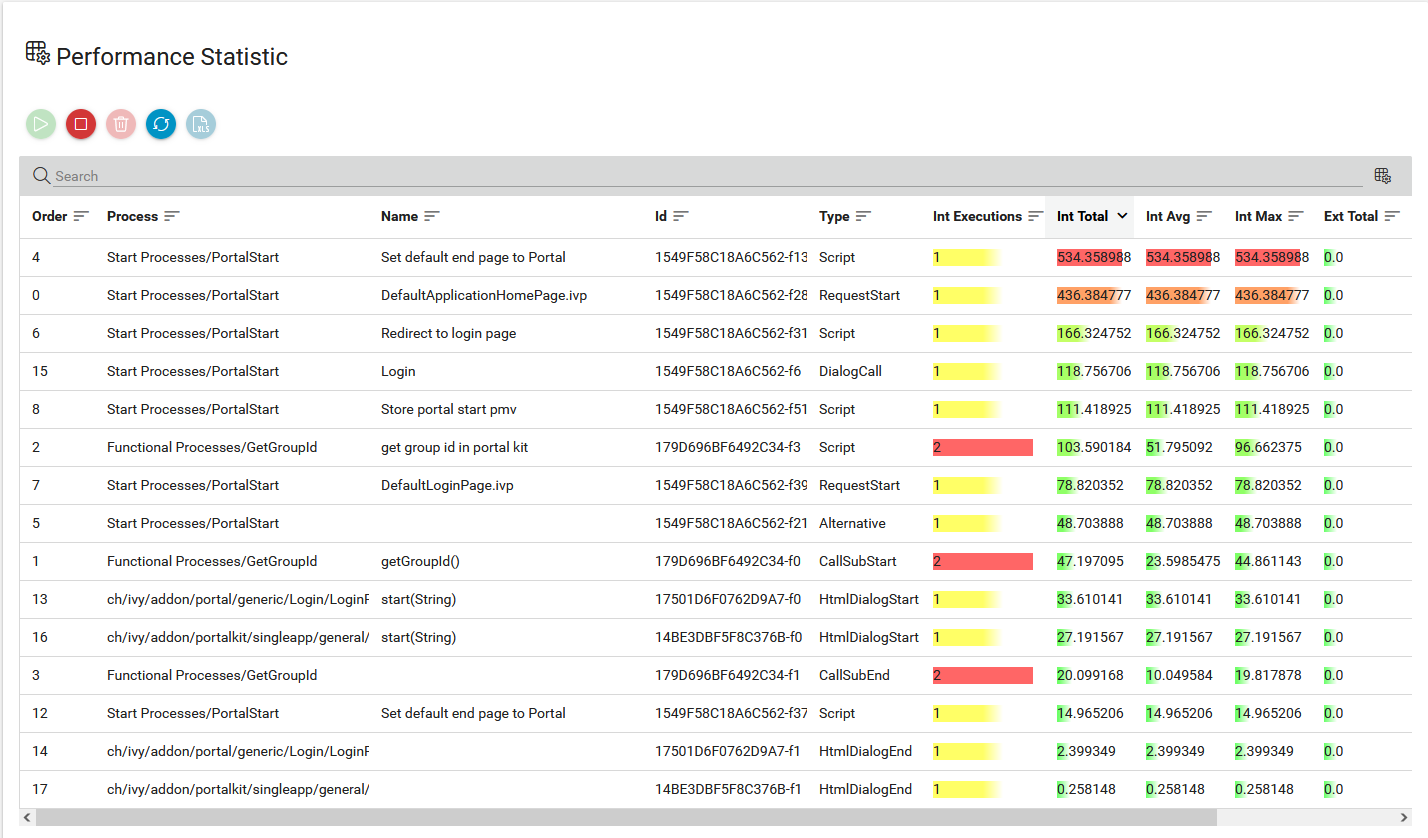 Performance Statistic
XLS
Search
Order Process Name Id Type Int Executions Int Total Int Avg Int Max Ext Total
4 Start Processes/PortalStart Set default end page to Portal 1549F58C18A6C562-f13 Script 1 534.358988 534.358988 534.358988 0.0
0 Start Processes/PortalStart DefaultApplicationHomePage.ivp 1549F58C18A6C562-f28 RequestStart 1 436.384777 436.384777 436.384777 0.0
6 Start Processes/PortalStart Redirect to login page 1549F58C18A6C562-f31 Script 1 166.324752 166.324752 166.324752 0.0
15 Start Processes/PortalStart Login 1549F58C18A6C562-f6 DialogCall 1 118.756706 118.756706 118.756706 0.0
8 Start Processes/PortalStart Store portal start pmv 1549F58C18A6C562-f51 Script 1 111.418925 111.418925 111.418925 0.0
2 Functional Processes/GetGroupId get group id in portal kit 179D696BF6492C34-f3 Script 2 103.590184 51.795092 96.662375 0.0
7 Start Processes/PortalStart DefaultLoginPage.ivp 1549F58C18A6C562-f39 RequestStart 1 78.820352 78.820352 78.820352 0.0
5 Start Processes/PortalStart 1549F58C18A6C562-f21 Alternative 1 48.703888 48.703888 48.703888 0.0
1 Functional Processes/GetGroupId getGroupId() 179D696BF6492C34-f0 CallSubStart 2 47.197095 23.5985475 44.861143 0.0
13 ch/ivy/addon/portal/generic/Login/LoginF start(String) 17501D6F0762D9A7-f0 HtmlDialogStart 1 33.610141 33.610141 33.610141 0.0
16 ch/ivy/addon/portalkit/singleapp/general/ start(String) 14BE3DBF5F8C376B-f0 HtmlDialogStart 1 27.191567 27.191567 27.191567 0.0
3 Functional Processes/GetGroupId 179D696BF6492C34-f1 CallSubEnd 2 20.099168 10.049584 19.817878 0.0
12 Start Processes/PortalStart Set default end page to Portal 1549F58C18A6C562-f37 Script 1 14.965206 14.965206 14.965206 0.0
14 ch/ivy/addon/portal/generic/Login/LoginF 17501D6F0762D9A7-f1 HtmlDialogEnd 1 2.399349 2.399349 2.399349 0.0
17 ch/ivy/addon/portalkit/singleapp/general/ 14BE3DBF5F8C376B-f1 HtmlDialogEnd 1 0.258148 0.258148 0.258148 0.0